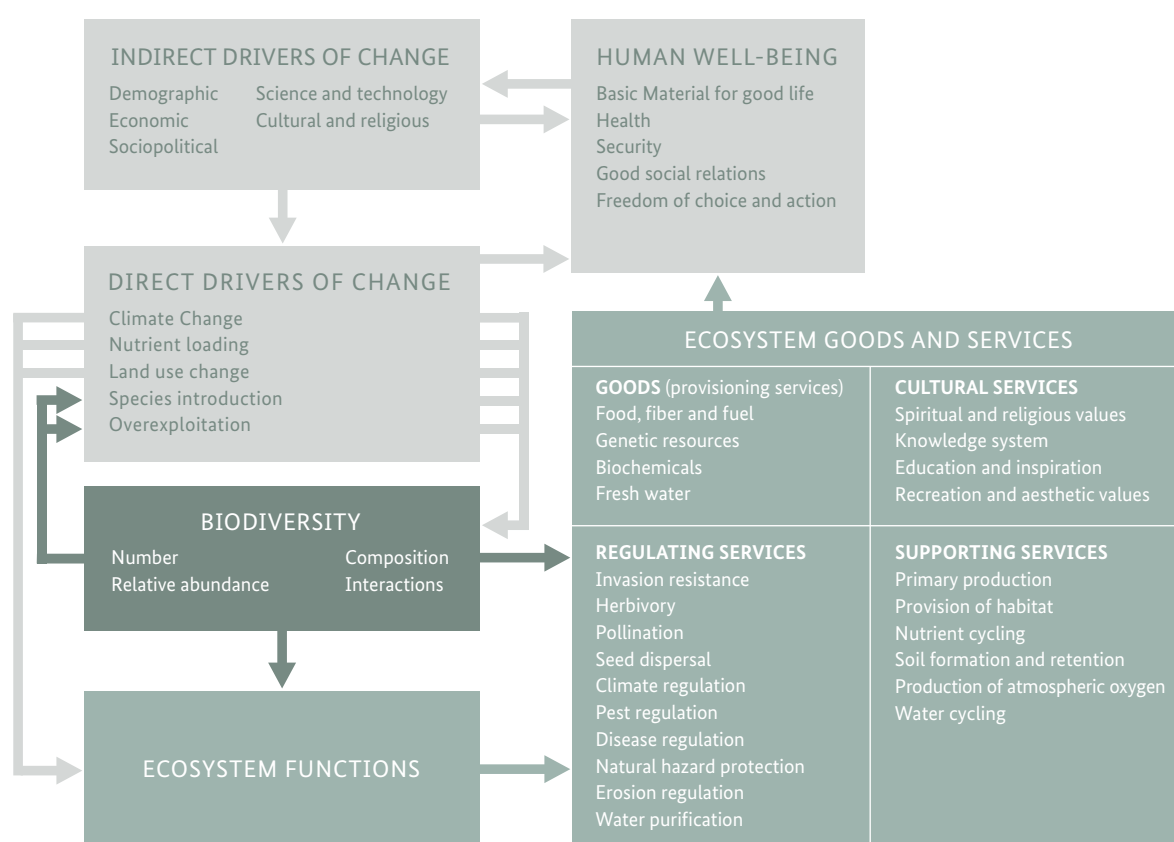 INDIRECT DRIVERS OF CHANGE
Demographic
Economic
Sociopolitical
Science and technology
Cultural and religious
HUMAN WELL-BEING
Basic Material for good life
Health
Security
Good social relations
Freedom of choice and action
DIRECT DRIVERS OF CHANGE
Climate Change
Nutrient loading
Land use change
Species introduction
Overexploitation
BIODIVERSITY
Number
Relative abundance
Composition
Interactions
ECOSYSTEM FUNCTIONS
ECOSYSTEM GOODS AND SERVICES
GOODS (provisioning services)
Food, fiber and fuel
Genetic resources
Biochemicals
Fresh water
CULTURAL SERVICES
Spiritual and religious values
Knowledge system
Education and inspiration
Recreation and aesthetic values
REGULATING SERVICES
Invasion resistance
Herbivory
Pollination
Seed dispersal
Climate regulation
Pest regulation
Disease regulation
Natural hazard protection
Erosion regulation
Water purification
SUPPORTING SERVICES
Primary production
Provision of habitat
Nutrient cycling
Soil formation and retention
Production of atmospheric oxygen
Water cycling